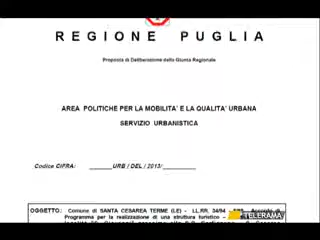 REGIONE PUGLIA
Proposta di Deliberazione della Giunta Regionale
AREA POLITICHE PER LA MOBILITA' E LA QUALITA' URBANA
SERVIZIO URBANISTICA
Codice CIFRA: ______URB / DEL / 2013/________
OGGETTO: Comune di SANTA CESAREA TERME (LE) - LL.RR. 34/94 - Accordo di
Programma per la realizzazione di una struttura turistico -
TELERAMA